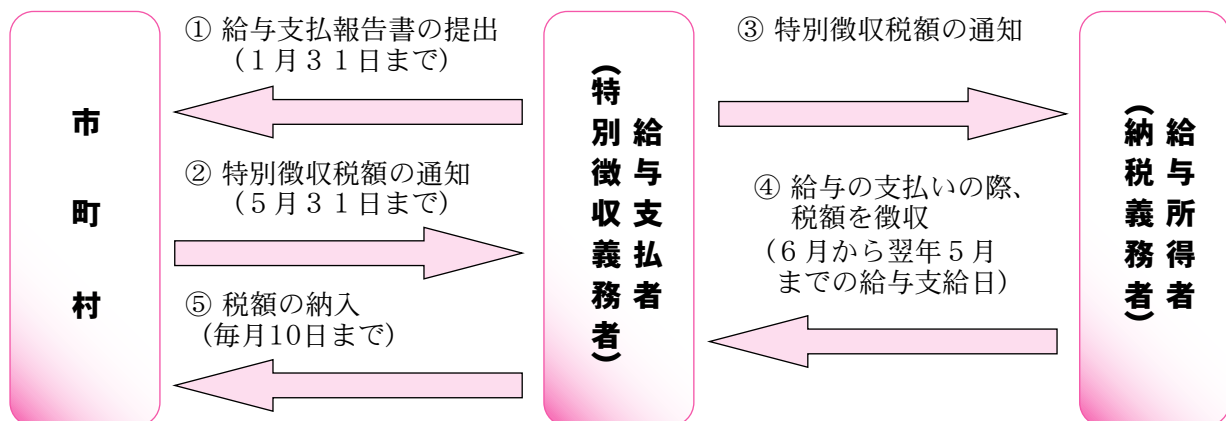 市町村
① 給与支払報告書の提出
（１月３１日まで）
② 特別徴収税額の通知
（５月３１日まで）
⑤ 税額の納入
（毎月10日まで）
給与支払者
（特別徴収義務者）
③ 特別徴収税額の通知
④ 給与の支払いの際、
税額を徴収
（６月から翌年５月
までの給与支給日）
給与所得者
（納税義務者）